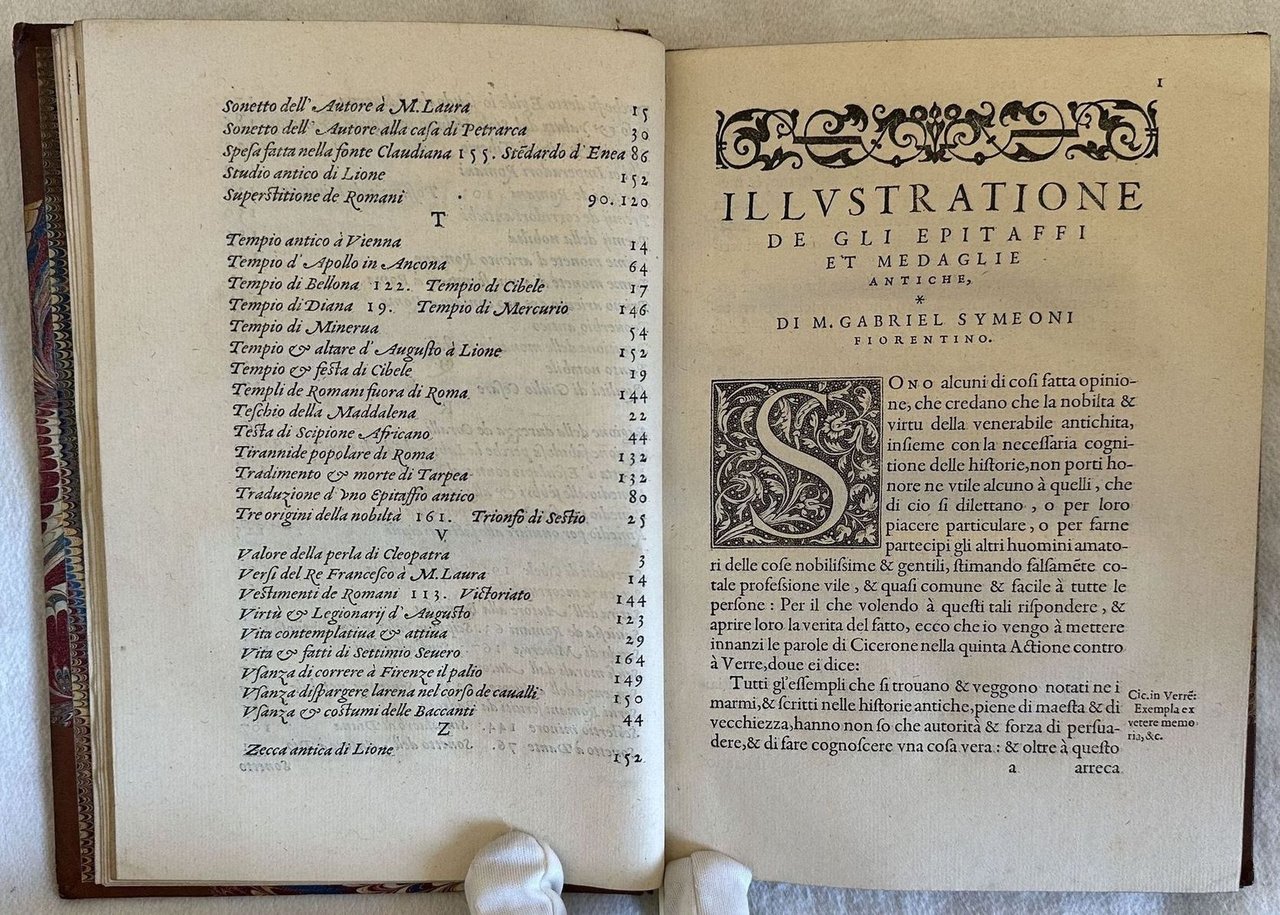 Sonetto dell' Autore à M. Laura 15
Sonetto dell' Autore alla casa di Petrarca 30
Spesa fatta nella fonte Claudiana 155. Stēdardo d' Enea 86
Studio antico di Lione 152
Superstitione de Romani 90. 120
T
Tempio antico à Vienna 14
Tempio d' Apollo in Ancona 64
Tempio di Bellona 122. Tempio di Cibele 17
Tempio di Diana 19. Tempio di Mercurio 146
Tempio di Minerua 54
Tempio & altare d' Augusto à Lione 152
Tempio & festa di Cibele 19
Templi de Romani fuora di Roma 144
Teschio della Maddalena 22
Testa di Scipione Africano 44
Tirannide popolare di Roma 132
Tradimento & morte di Tarpea 132
Traduzione d' vno Epitaffio antico 80
Tre origini della nobiltà 161. Trionfo di Sestio 25
V
Valore della perla di Cleopatra 3
Versi del Re Francesco à M. Laura 14
Vestimenti de Romani 113. Victoriato 144
Virtù & Legionarij d' Augusto 123
Vita contemplatiua & attiua 29
Vita & fatti di Settimio Seuero 164
Vsanza di correre à Firenze il palio 149
Vsanza dispargere larena nel corso de caualli 150
Vsanza & costumi delle Baccanti 44
Z
Zecca antica di Lione 152
1
ILLVSTRATIONE
DE GLI EPITAFFI
ET MEDAGLIE
ANTICHE,
*
DI M. GABRIEL SYMEONI
FIORENTINO.
SONO alcuni di cosi fatta opinio-
ne, che credano che la nobilta &
virtu della venerabile antichita,
insieme con la necessaria cogni-
tione delle historie, non porti ho-
nore ne vtile alcuno à quelli, che
di cio si dilettano, o per loro
piacere particulare, o per farne
partecipi gli altri huomini amato-
ri delle cose nobilissime & gentili, stimando falsamēte co-
tale professione vile, & quasi comune & facile à tutte le
persone: Per il che volendo à questi tali rispondere, &
aprire loro la verita del fatto, ecco che io vengo à mettere
innanzi le parole di Cicerone nella quinta Actione contro
à Verre, doue ei dice:
Tutti gl'essempli che si trouano & veggono notati ne i
marmi, & scritti nelle historie antiche, piene di maesta & di
vecchiezza, hanno non so che autorità & forza di persua-
dere, & di fare cognoscere vna cosa vera: & oltre à questo
Cic. in Verrē:
Exempla ex
vetere memo
ria, &c.
a arreca